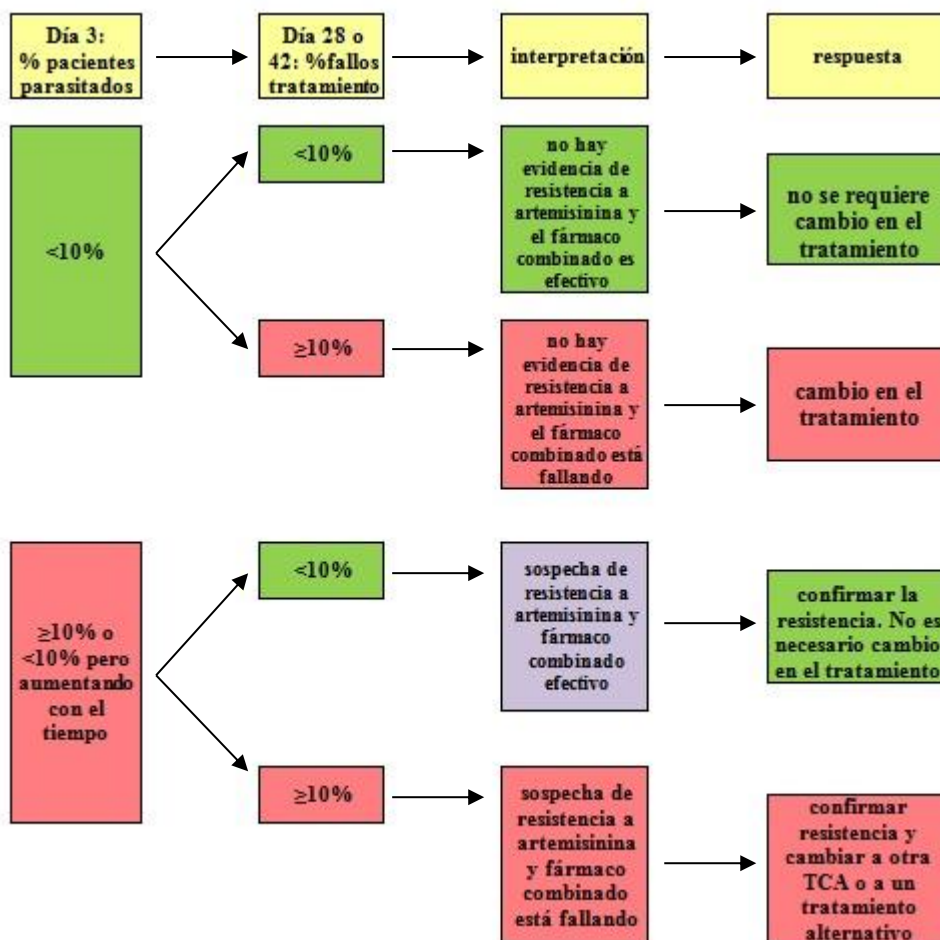 Día 3:
% pacientes
parasitados
Día 28 o
42: %fallos
tratamiento
interpretación
respuesta
<10%
<10%
no hay
evidencia de
resistencia a
artemisinina y
el fármaco
combinado es
efectivo
no se requiere
cambio en el
tratamiento
≥10%
no hay
evidencia de
resistencia a
artemisinina y
el fármaco
combinado está
fallando
cambio en el
tratamiento
≥10% o
<10% pero
aumentando
con el
tiempo
<10%
sospecha de
resistencia a
artemisinina y
fármaco
combinado
efectivo
confirmar la
resistencia. No es
necesario cambio
en el tratamiento
≥10%
sospecha de
resistencia a
artemisinina
y fármaco
combinado
está fallando
confirmar
resistencia y
cambiar a otra
TCA o a un
tratamiento
alternativo